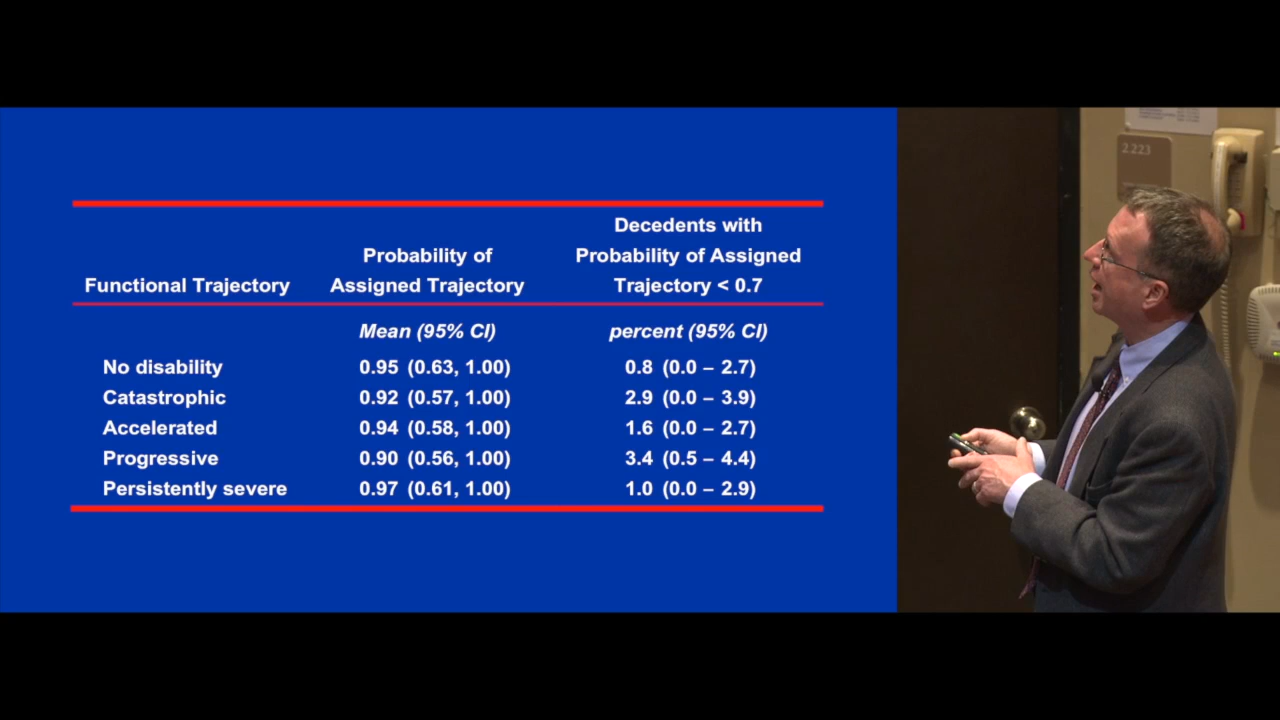 Decedents with
Probability of Probability of Assigned
Functional Trajectory Assigned Trajectory Trajectory < 0.7
Mean (95% CI) percent (95% CI)
No disability 0.95 (0.63, 1.00) 0.8 (0.0 – 2.7)
Catastrophic 0.92 (0.57, 1.00) 2.9 (0.0 – 3.9)
Accelerated 0.94 (0.58, 1.00) 1.6 (0.0 – 2.7)
Progressive 0.90 (0.56, 1.00) 3.4 (0.5 – 4.4)
Persistently severe 0.97 (0.61, 1.00) 1.0 (0.0 – 2.9)
2.223